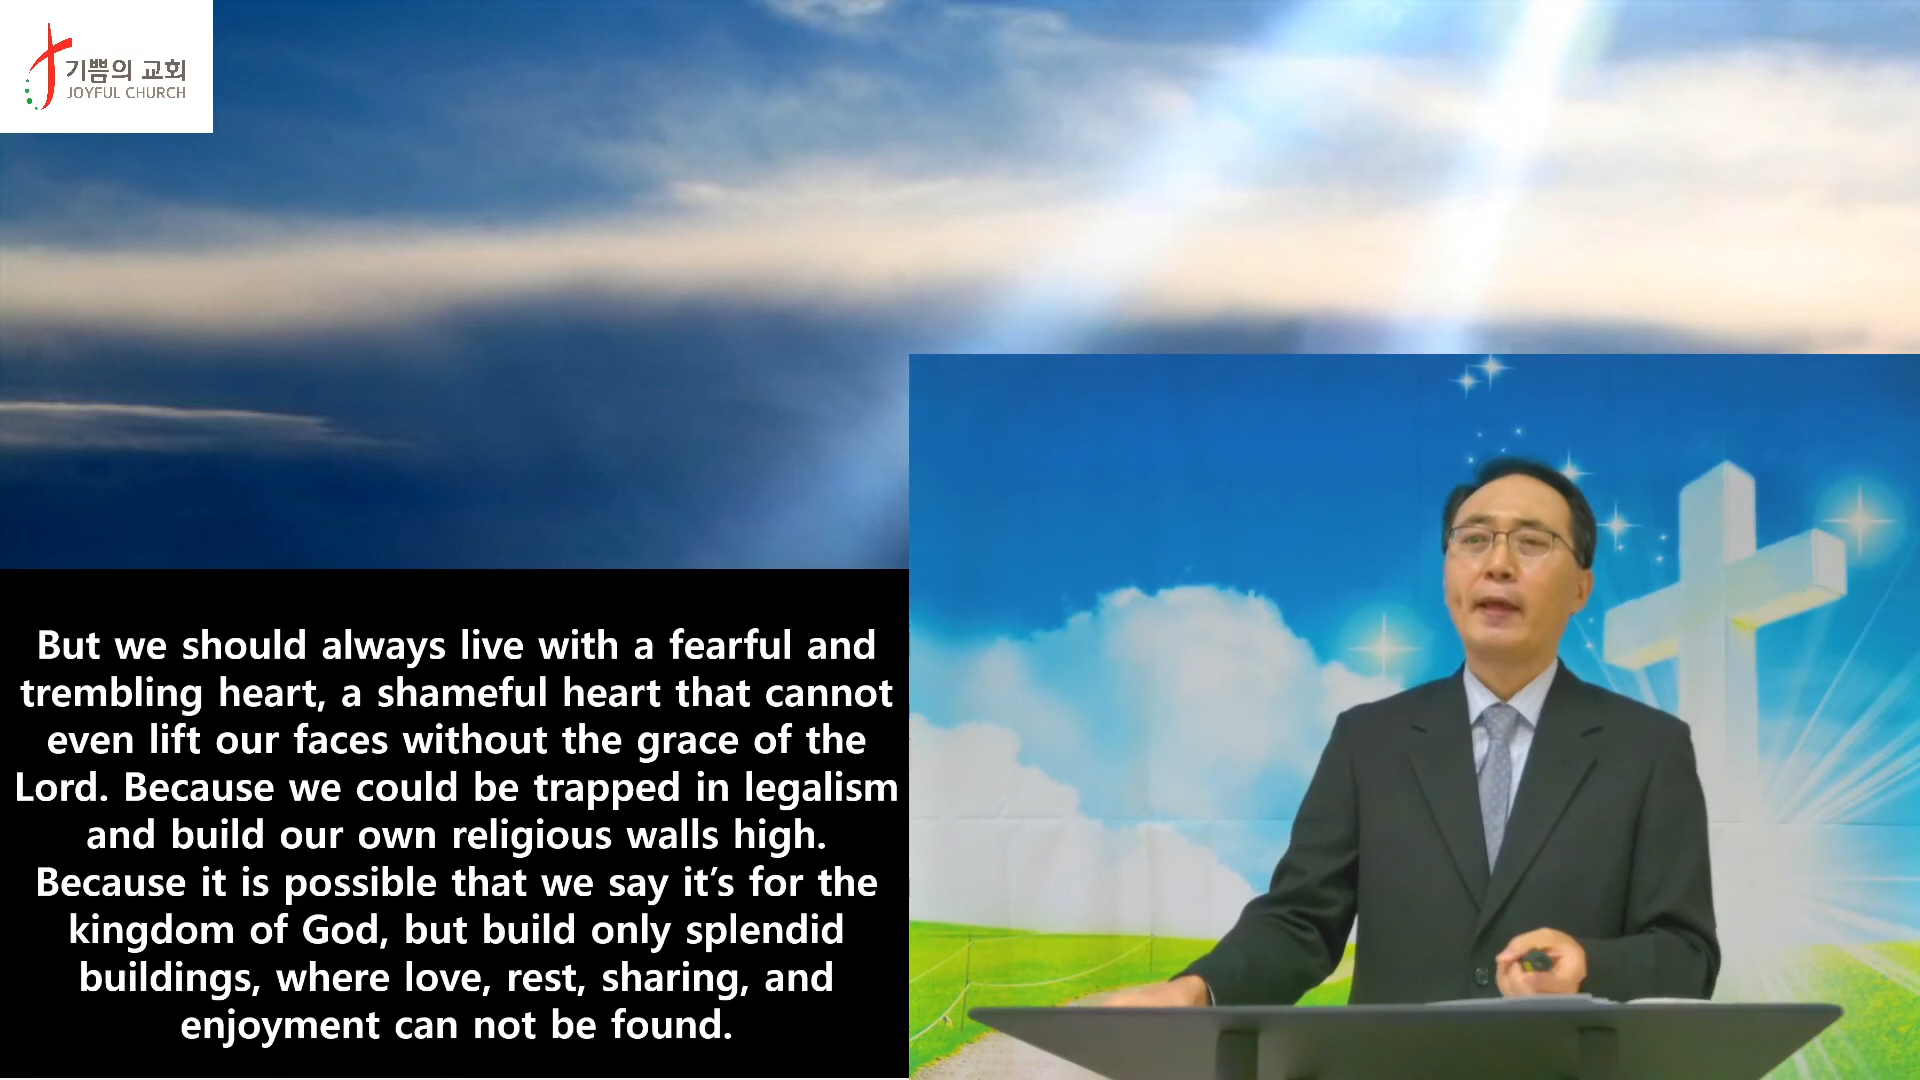 기쁨의 교회
JOYFUL CHURCH
But we should always live with a fearful and
trembling heart, a shameful heart that cannot
even lift our faces without the grace of the
Lord. Because we could be trapped in legalism
and build our own religious walls high.
Because it is possible that we say it’s for the
kingdom of God, but build only splendid
buildings, where love, rest, sharing, and
enjoyment can not be found.